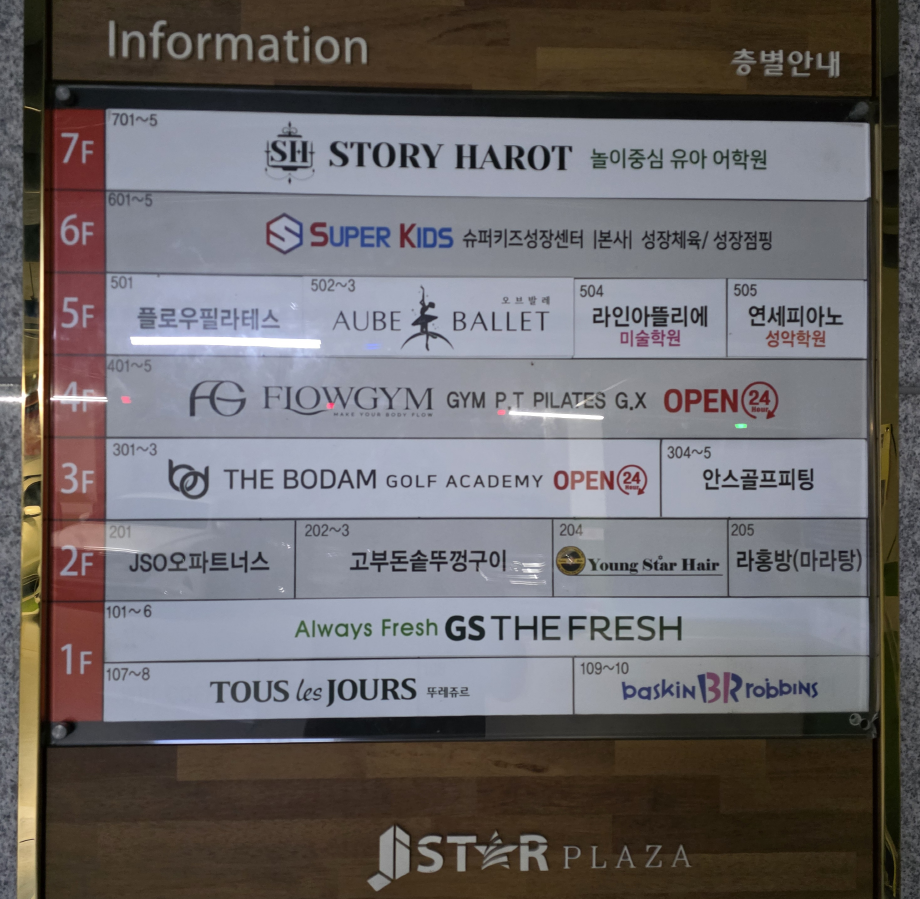 Information
층별안내
7F
701~5
SH STORY HAROT 놀이중심 유아 어학원
6F
601~5
SUPER KIDS 슈퍼키즈성장센터 |본사| 성장체육/ 성장점핑
5F
501
플로우필라테스
502~3
오브발레
AUBE BALLET
504
라인아뜰리에
미술학원
505
연세피아노
성악학원
4F
401~5
FG FLOWGYM GYM P.T PILATES G.X OPEN 24 Hour
MAKE YOUR BODY FLOW
3F
301~3
bd THE BODAM GOLF ACADEMY OPEN 24 Hour
304~5
안스골프피팅
2F
201
JSO오파트너스
202~3
고부돈솥뚜껑구이
204
Young Star Hair
205
라홍방(마라탕)
1F
101~6
Always Fresh GS THE FRESH
107~8
TOUS les JOURS 뚜레쥬르
109~10
baskin BR robbins
JSTAR PLAZA